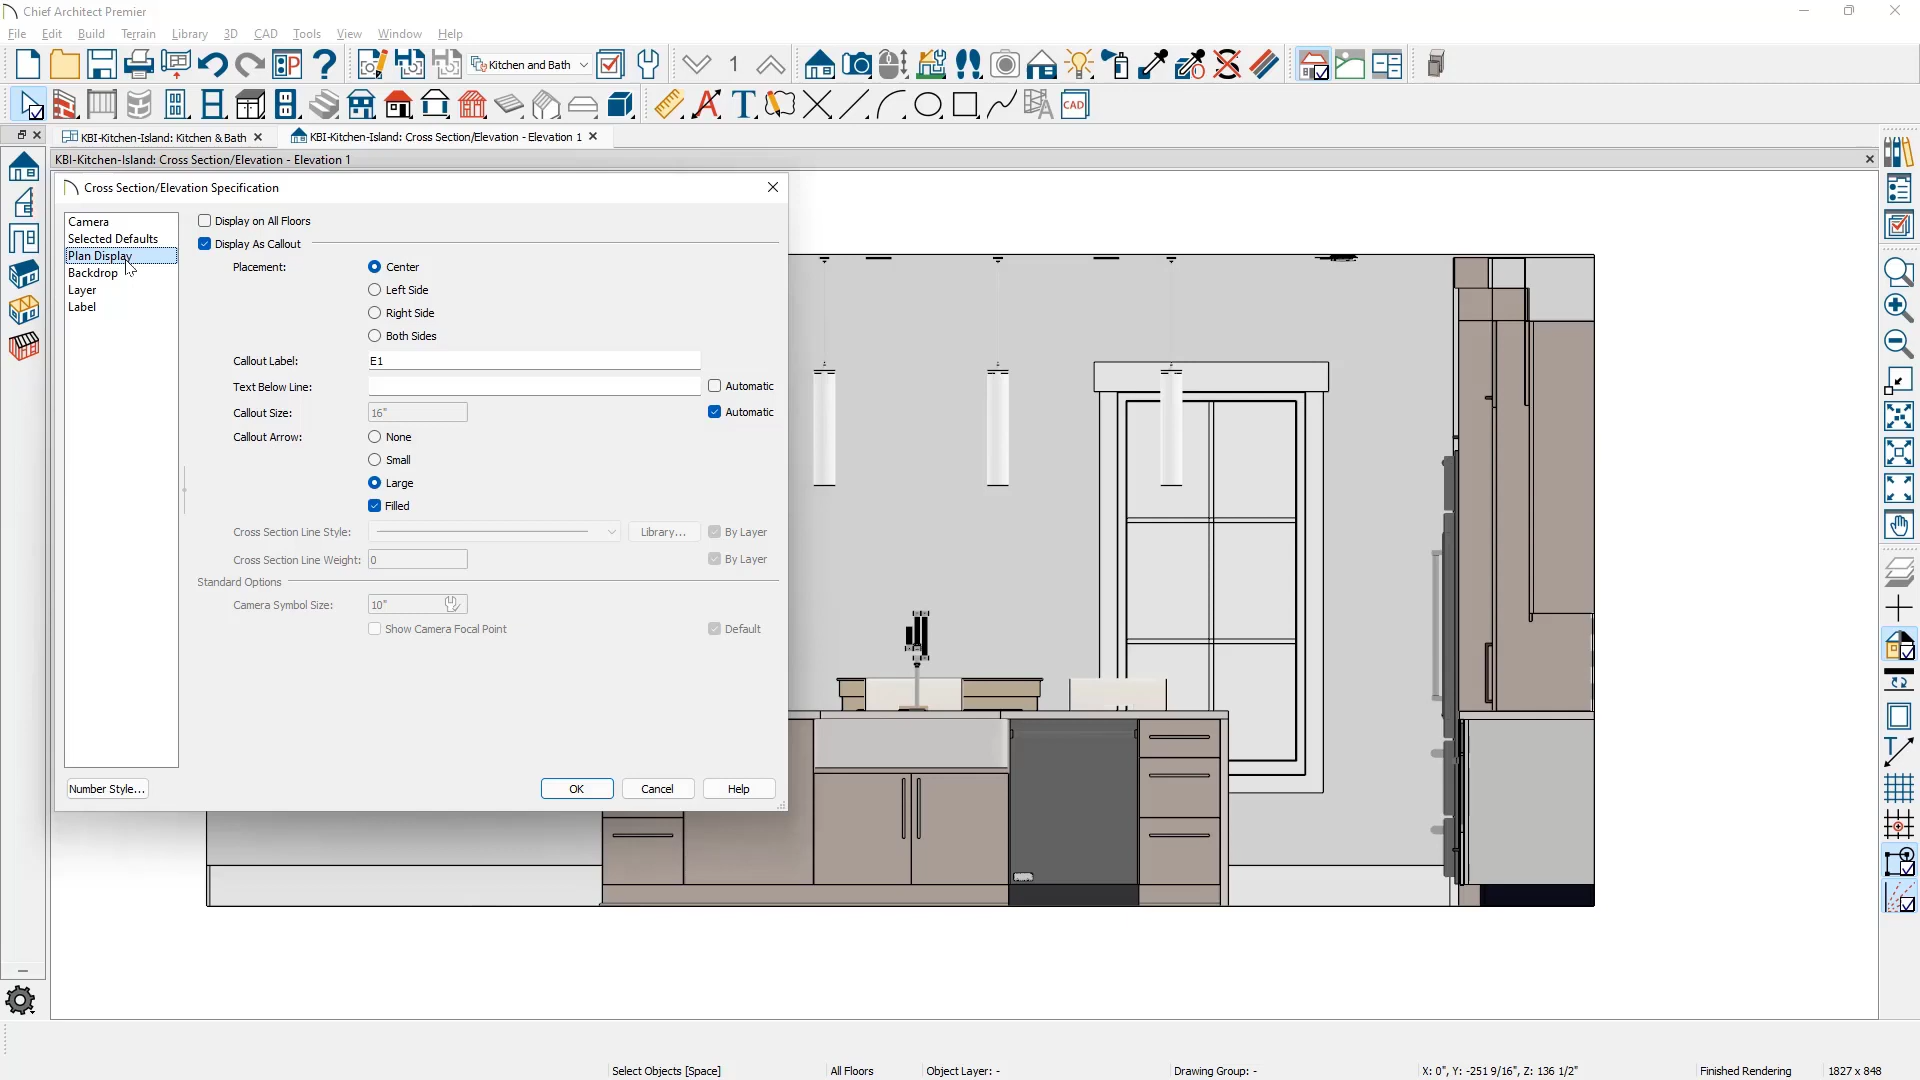 Chief Architect Premier
File Edit Build Terrain Library 3D CAD Tools View Window Help
Kitchen and Bath 1
T CAD
KBI-Kitchen-Island: Kitchen & Bath KBI-Kitchen-Island: Cross Section/Elevation - Elevation 1
KBI-Kitchen-Island: Cross Section/Elevation - Elevation 1
Cross Section/Elevation Specification
Camera
Selected Defaults
Plan Display
Backdrop
Layer
Label
Display on All Floors
Display As Callout
Placement: Center
Left Side
Right Side
Both Sides
Callout Label: E1
Text Below Line: Automatic
Callout Size: 16" Automatic
Callout Arrow: None
Small
Large
Filled
Cross Section Line Style: Library... By Layer
Cross Section Line Weight: 0 By Layer
Standard Options
Camera Symbol Size: 10"
Show Camera Focal Point Default
Number Style... OK Cancel Help
Select Objects [Space] All Floors Object Layer: - Drawing Group: - X: 0", Y: -251 9/16", Z: 136 1/2" Finished Rendering 1827 x 848